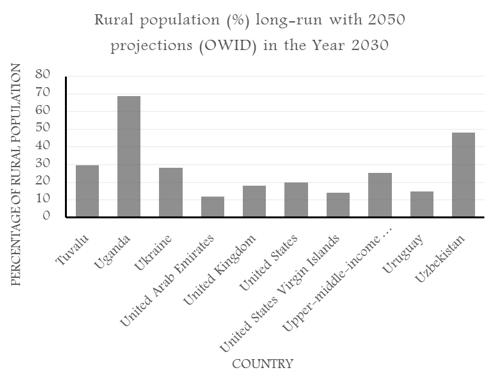 Rural population (%) long-run with 2050
projections (OWID) in the Year 2030
PERCENTAGE OF RURAL POPULATION
80
70
60
50
40
30
20
10
0
Tuvalu
Uganda
Ukraine
United Arab Emirates
United Kingdom
United States
United States Virgin Islands
Upper-middle-income …
Uruguay
Uzbekistan
COUNTRY